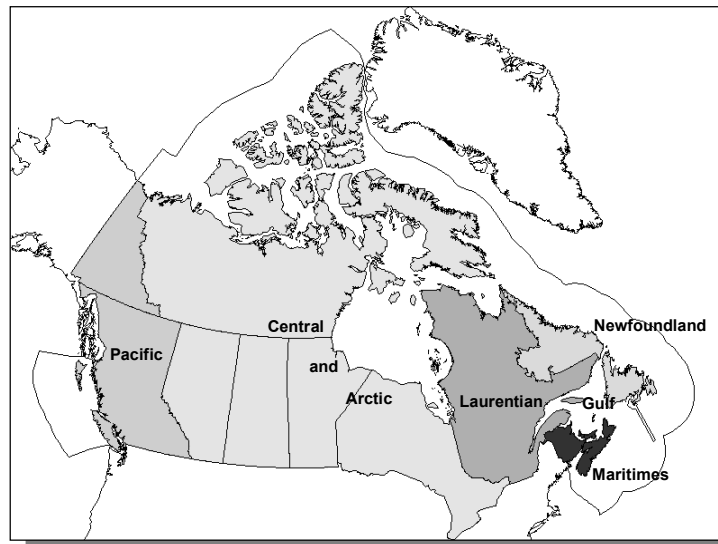 Newfoundland
Central
Pacific
and
Arctic
Laurentian
Gulf
Maritimes